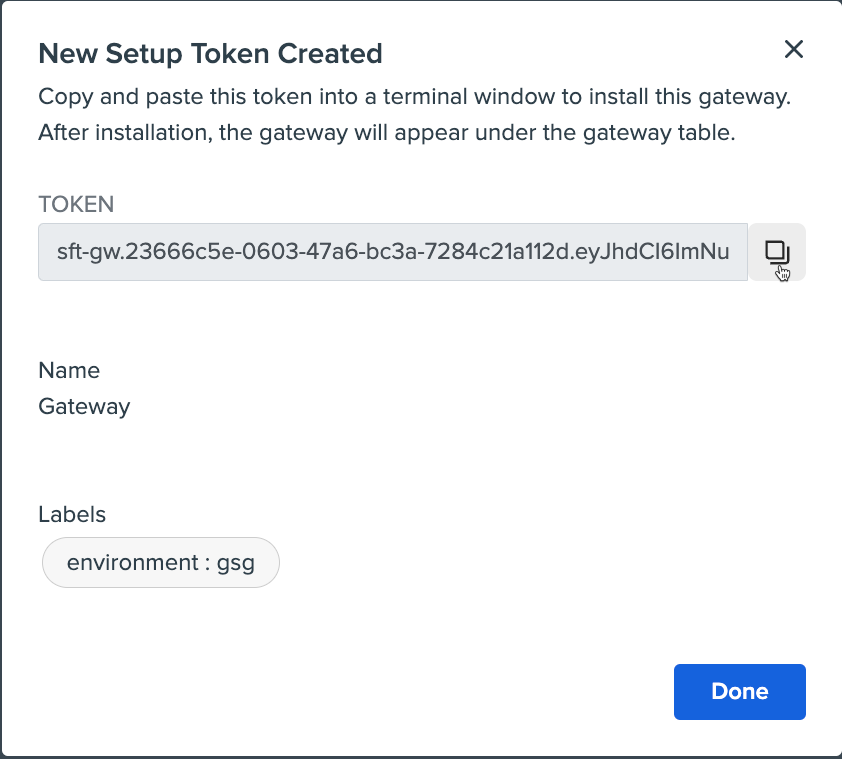 New Setup Token Created
Copy and paste this token into a terminal window to install this gateway.
After installation, the gateway will appear under the gateway table.
TOKEN
sft-gw.23666c5e-0603-47a6-bc3a-7284c21a112d.eyJhdCI6ImNu
Name
Gateway
Labels
environment : gsg
Done